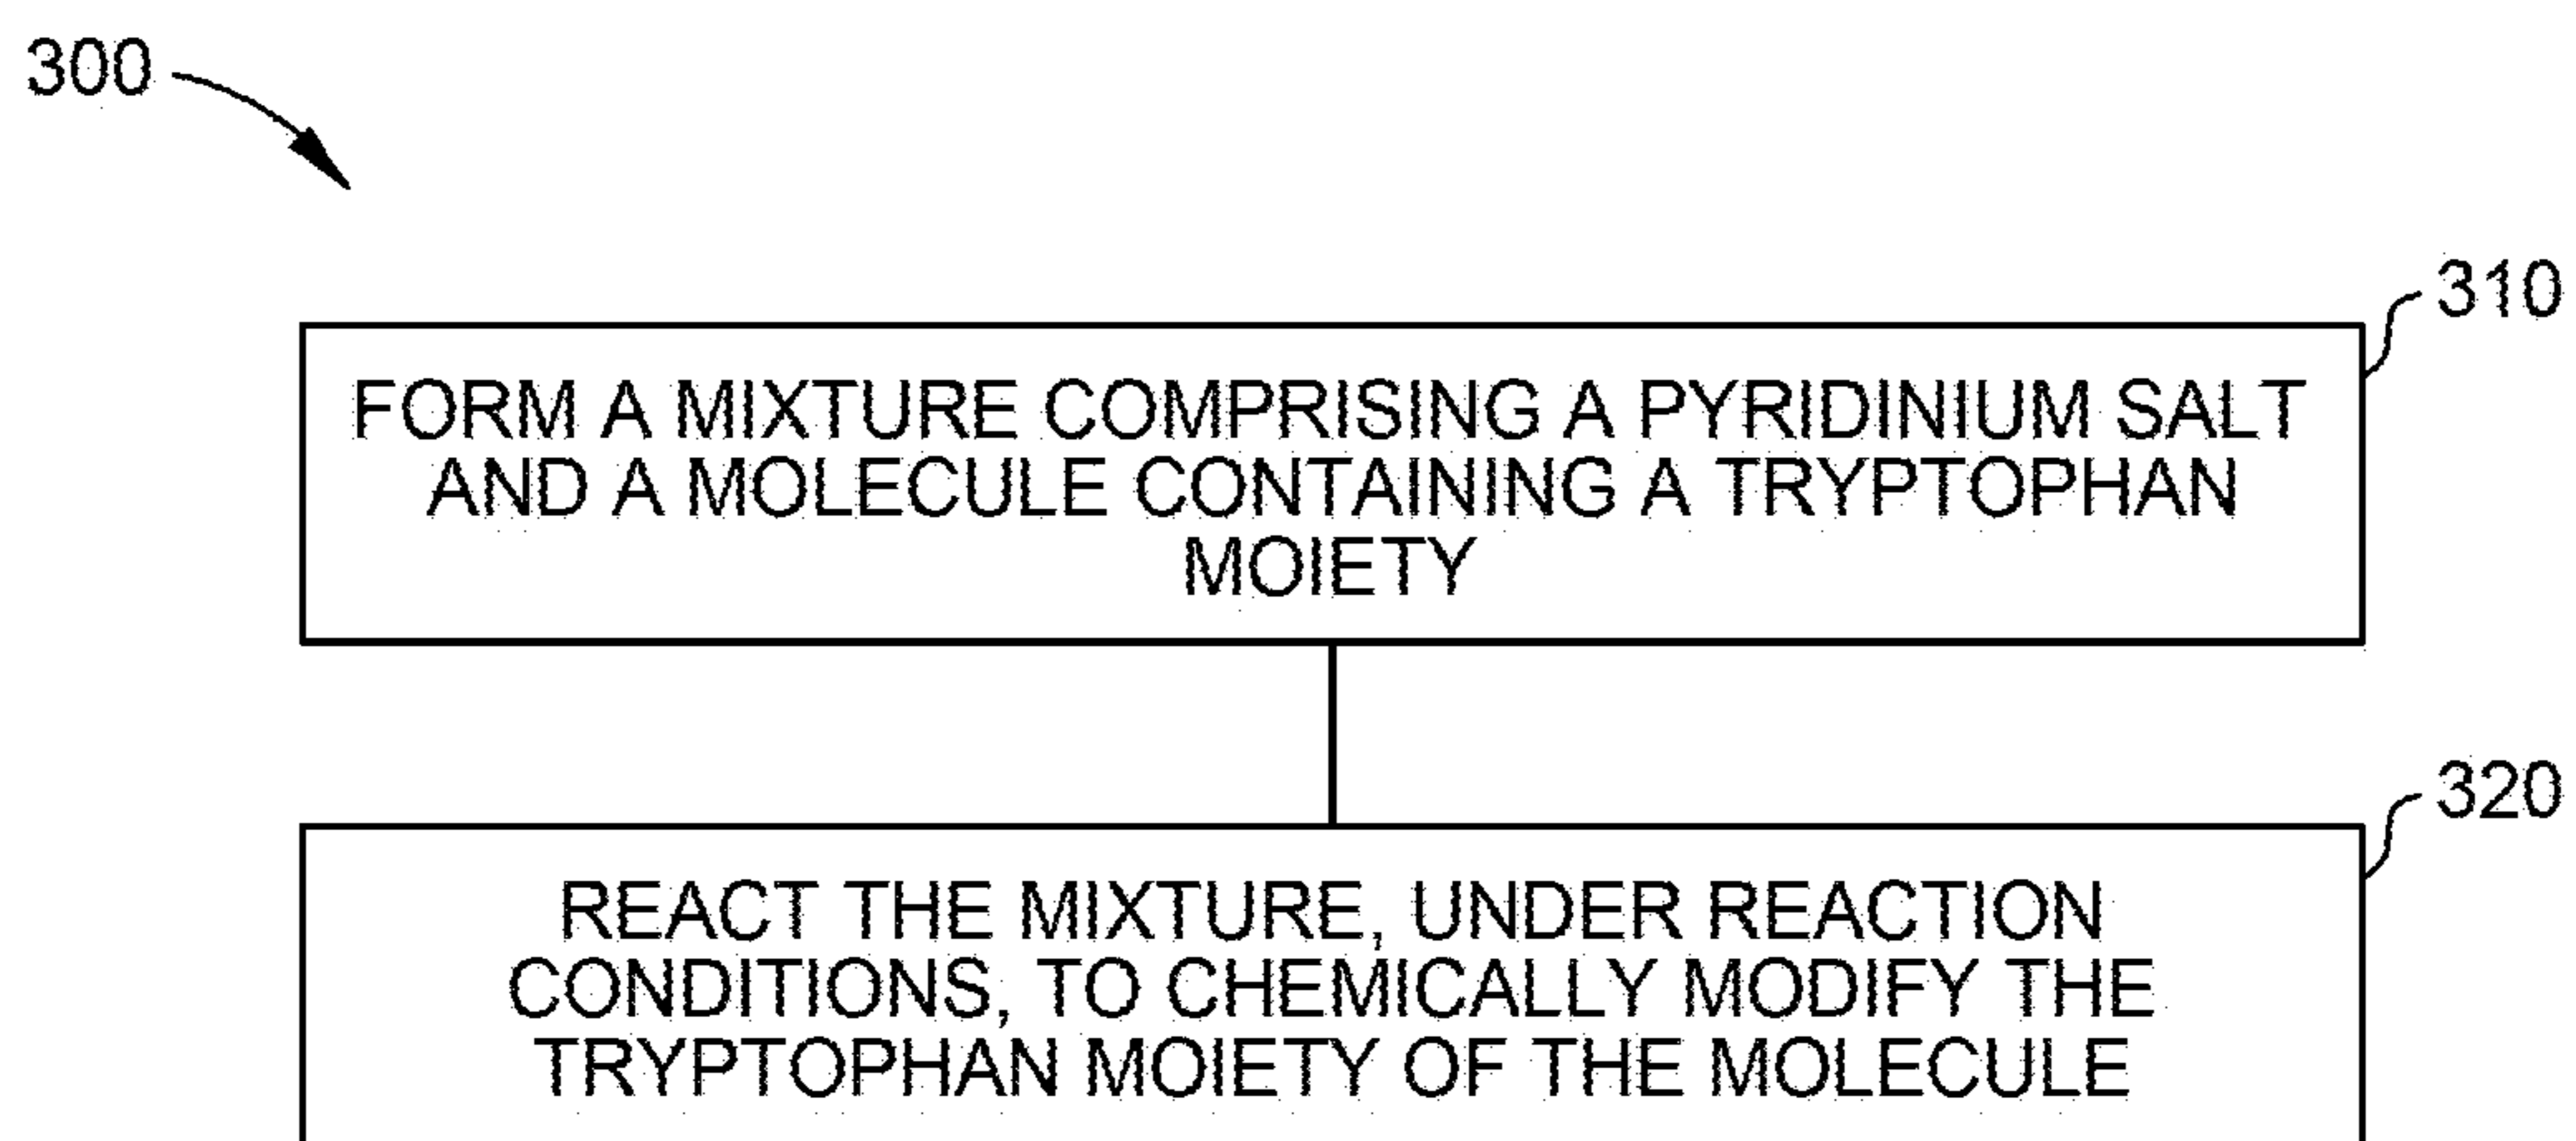 300
310
FORM A MIXTURE COMPRISING A PYRIDINIUM SALT
AND A MOLECULE CONTAINING A TRYPTOPHAN
MOIETY
320
REACT THE MIXTURE, UNDER REACTION
CONDITIONS, TO CHEMICALLY MODIFY THE
TRYPTOPHAN MOIETY OF THE MOLECULE